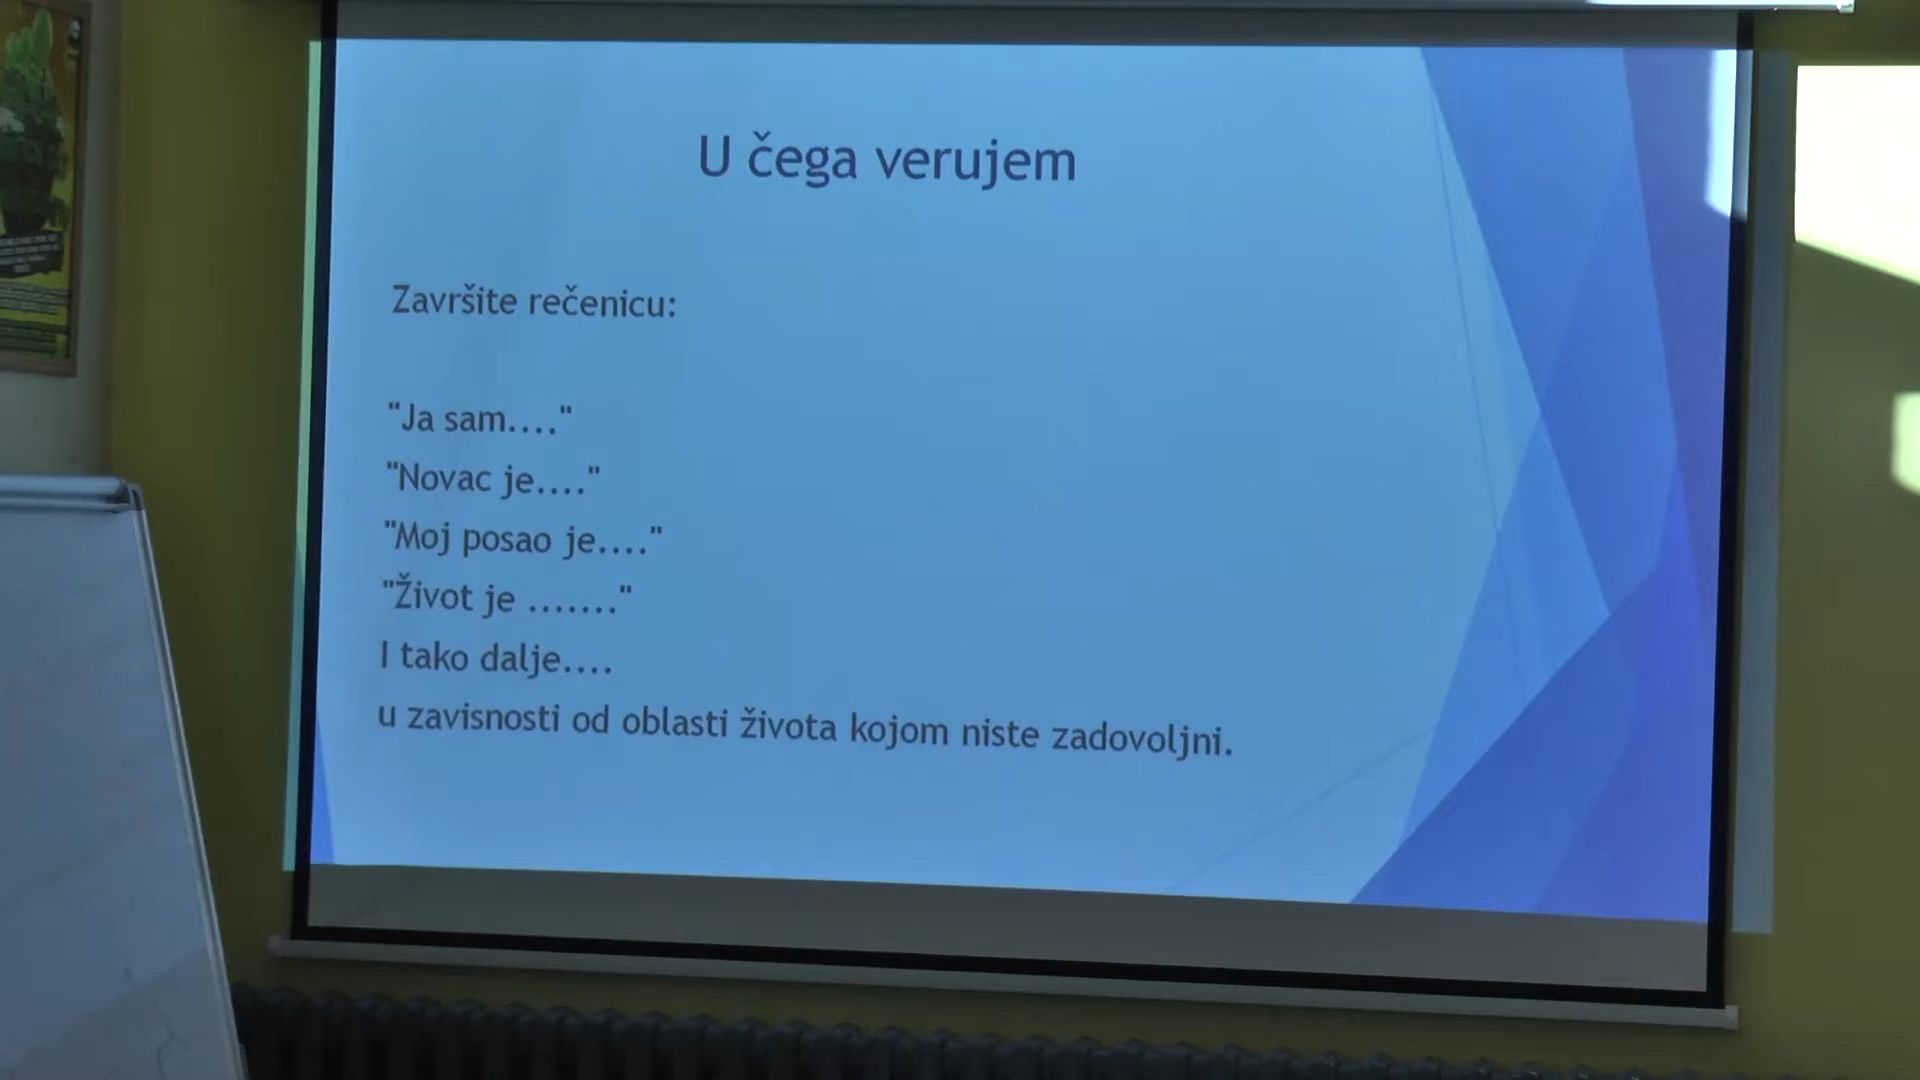 U čega verujem
Završite rečenicu:
"Ja sam...."
"Novac je...."
"Moj posao je...."
"Život je ......."
I tako dalje....
u zavisnosti od oblasti života kojom niste zadovoljni.